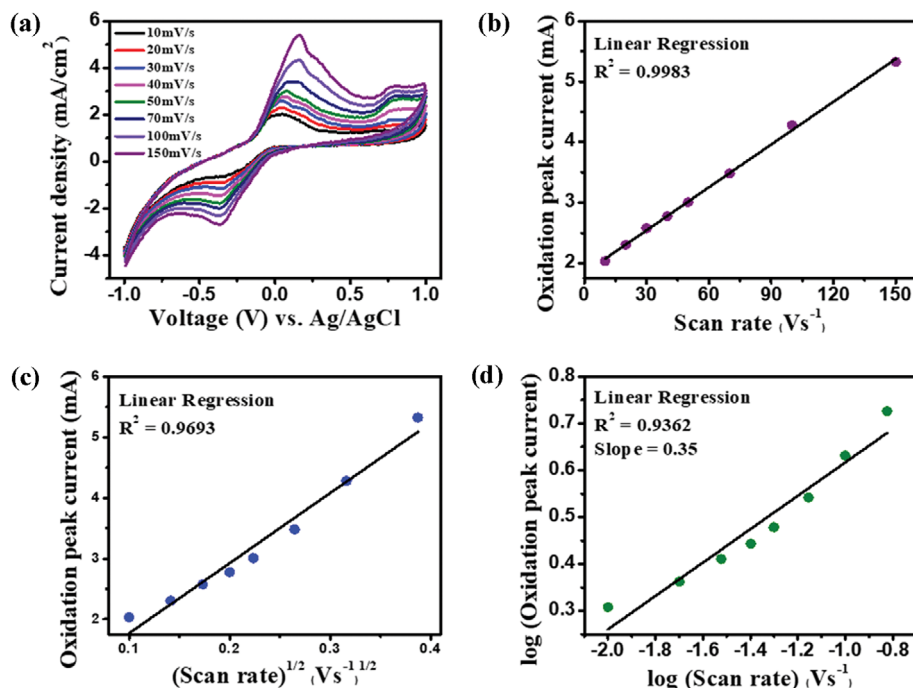 (a)
10mV/s
20mV/s
30mV/s
40mV/s
50mV/s
70mV/s
100mV/s
150mV/s
Current density (mA/cm²)
6
4
2
0
-2
-4
-1.0 -0.5 0.0 0.5 1.0
Voltage (V) vs. Ag/AgCl
(b)
Linear Regression
R² = 0.9983
Oxidation peak current (mA)
6
5
4
3
2
0 30 60 90 120 150
Scan rate (Vs⁻¹)
(c)
Linear Regression
R² = 0.9693
Oxidation peak current (mA)
6
5
4
3
2
0.1 0.2 0.3 0.4
(Scan rate)¹ᐟ² (Vs⁻¹)¹ᐟ²
(d)
Linear Regression
R² = 0.9362
Slope = 0.35
log (Oxidation peak current)
0.8
0.7
0.6
0.5
0.4
0.3
-2.0 -1.8 -1.6 -1.4 -1.2 -1.0 -0.8
log (Scan rate) (Vs⁻¹)